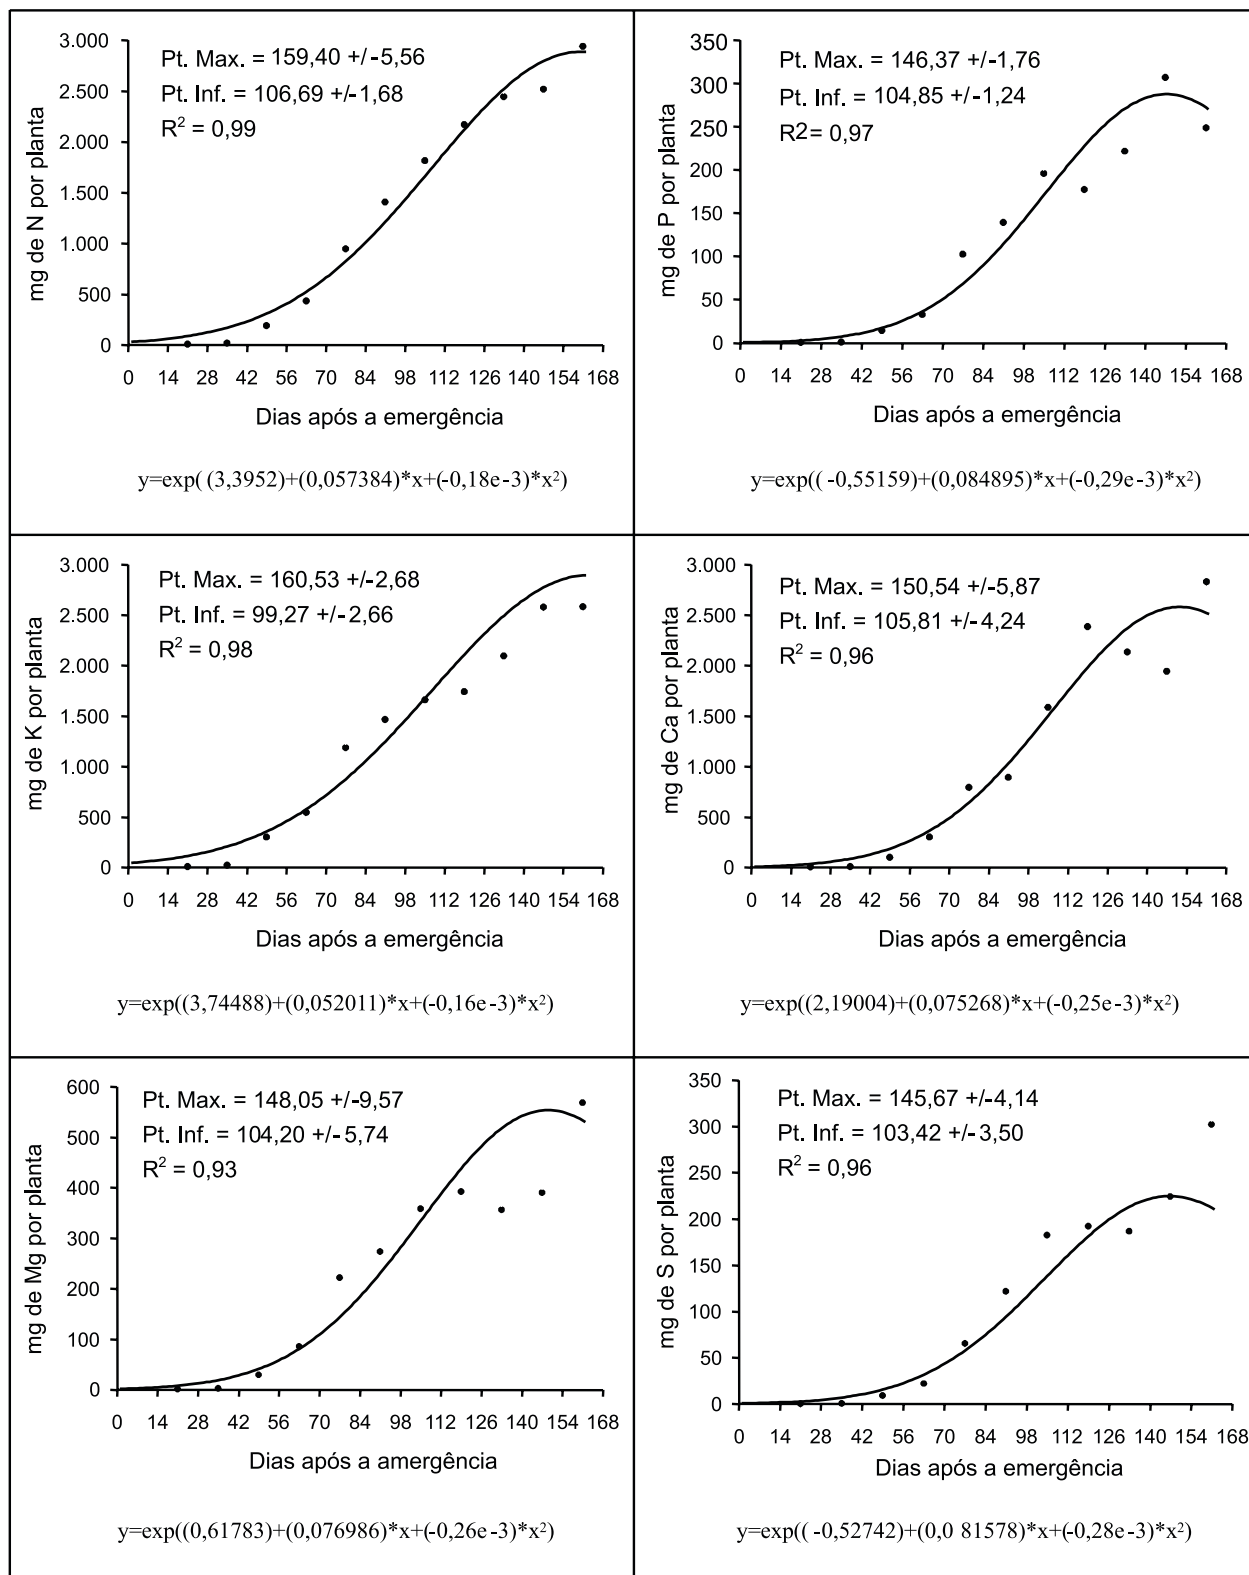 Pt. Max. = 159,40 +/-5,56
Pt. Inf. = 106,69 +/-1,68
R² = 0,99
3.000
2.500
2.000
1.500
1.000
500
0
mg de N por planta
0 14 28 42 56 70 84 98 112 126 140 154 168
Dias após a emergência
y=exp( (3,3952)+(0,057384)*x+(-0,18e-3)*x²)
Pt. Max. = 146,37 +/-1,76
Pt. Inf. = 104,85 +/-1,24
R2= 0,97
350
300
250
200
150
100
50
0
mg de P por planta
0 14 28 42 56 70 84 98 112 126 140 154 168
Dias após a emergência
y=exp(( -0,55159)+(0,084895)*x+(-0,29e-3)*x²)
Pt. Max. = 160,53 +/-2,68
Pt. Inf. = 99,27 +/-2,66
R² = 0,98
3.000
2.500
2.000
1.500
1.000
500
0
mg de K por planta
0 14 28 42 56 70 84 98 112 126 140 154 168
Dias após a emergência
y=exp((3,74488)+(0,052011)*x+(-0,16e-3)*x²)
Pt. Max. = 150,54 +/-5,87
Pt. Inf. = 105,81 +/-4,24
R² = 0,96
3.000
2.500
2.000
1.500
1.000
500
0
mg de Ca por planta
0 14 28 42 56 70 84 98 112 126 140 154 168
Dias após a emergência
y=exp((2,19004)+(0,075268)*x+(-0,25e-3)*x²)
Pt. Max. = 148,05 +/-9,57
Pt. Inf. = 104,20 +/-5,74
R² = 0,93
600
500
400
300
200
100
0
mg de Mg por planta
0 14 28 42 56 70 84 98 112 126 140 154 168
Dias após a amergência
y=exp((0,61783)+(0,076986)*x+(-0,26e-3)*x²)
Pt. Max. = 145,67 +/-4,14
Pt. Inf. = 103,42 +/-3,50
R² = 0,96
350
300
250
200
150
100
50
0
mg de S por planta
0 14 28 42 56 70 84 98 112 126 140 154 168
Dias após a emergência
y=exp(( -0,52742)+(0,0 81578)*x+(-0,28e-3)*x²)